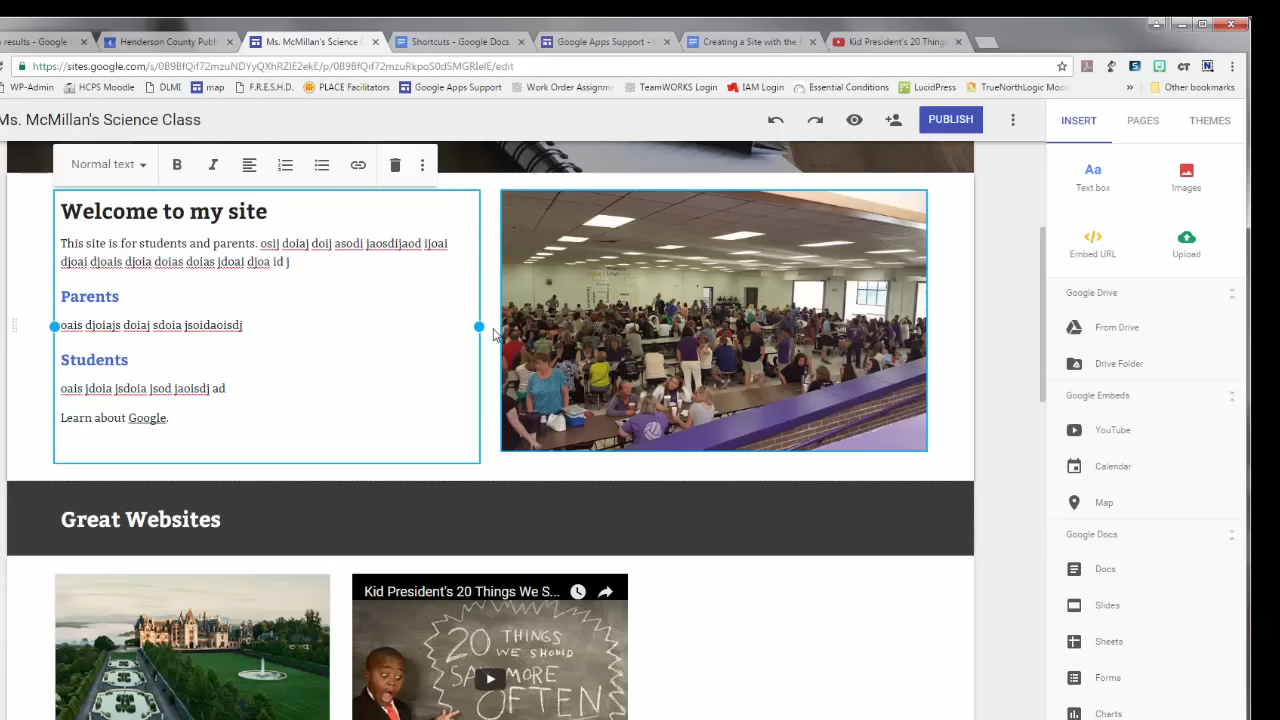 results - Google
Henderson County Publ
Ms. McMillan's Science C
Shortcuts - Google Docs
Google Apps Support -
Creating a Site with the
Kid President's 20 Things
https://sites.google.com/s/0B9BfQif72mzuNDYyQXhRZlE2ekE/p/0B9BfQif72mzuRkpoS0dSMGRIelE/edit
WP-Admin
HCPS Moodle
DLMI
map
F.R.E.S.H.D.
PLACE Facilitators
Google Apps Support
Work Order Assignme
TeamWORKS Login
IAM Login
Essential Conditions
LucidPress
TrueNorthLogic Moo
Other bookmarks
Ms. McMillan's Science Class
PUBLISH
INSERT
PAGES
THEMES
Normal text
B
I
Aa
Text box
Images
Embed URL
Upload
Welcome to my site
This site is for students and parents. osij doiaj doij asodi jaosdijaod ijoai
djoai djoais djoia doias doias jdoai djoa id j
Parents
oais djoiajs doiaj sdoia jsoidaoisdj
Students
oais jdoia jsdoia jsod jaoisdj ad
Learn about Google.
Google Drive
From Drive
Drive Folder
Google Embeds
YouTube
Calendar
Map
Google Docs
Docs
Slides
Sheets
Forms
Charts
Great Websites
Kid President's 20 Things We S...
20 THINGS
WE SHOULD
SA MORE
OFTEN